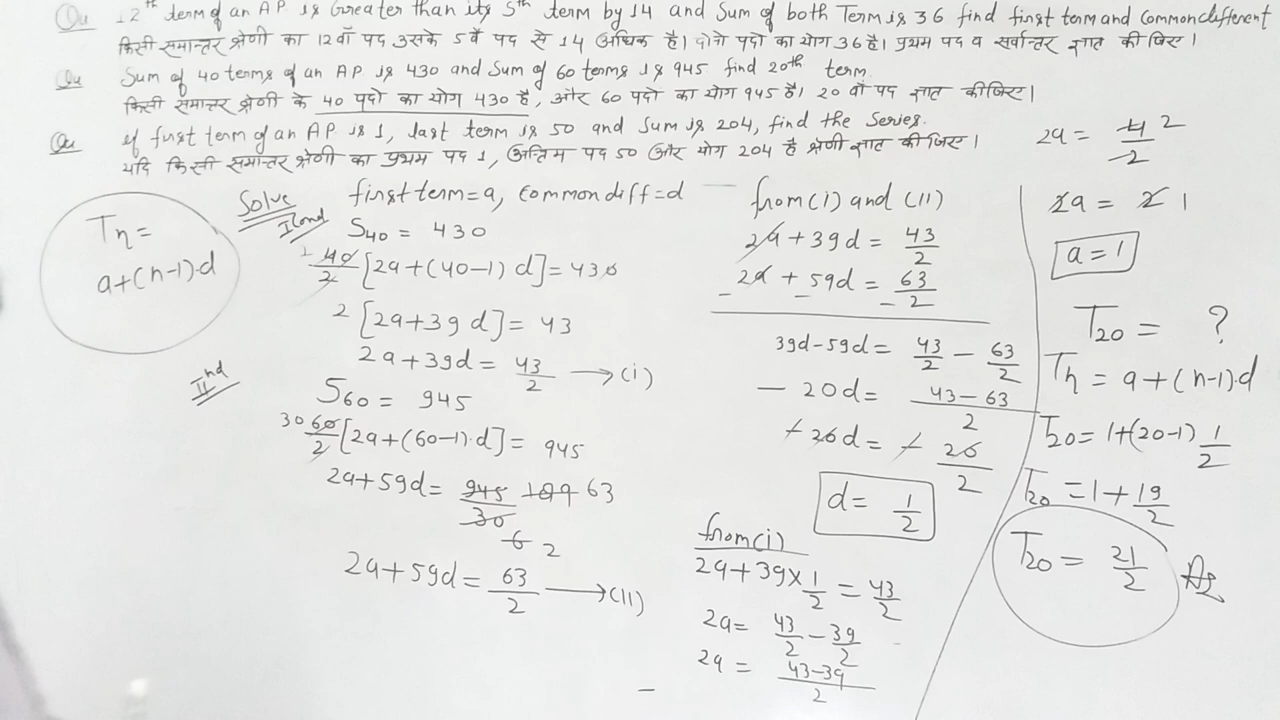 Qu 12th term of an AP is Greater than its 5th term by 14 and Sum of both Term is 36 find first term and Common different
किसी समान्तर श्रेणी का 12वाँ पद उसके 5वें पद से 14 अधिक है। दोनो पदो का योग 36 है। प्रथम पद व सर्वान्तर ज्ञात की जिए।
Qu Sum of 40 terms of an AP is 430 and Sum of 60 terms is 945 find 20th term.
किसी समान्तर श्रेणी के 40 पदो का योग 430 है, और 60 पदो का योग 945 है। 20 वाँ पद ज्ञात कीजिए।
Qu if first term of an AP is 1, last term is 50 and Sum is 204, find the Series.
यदि किसी समान्तर श्रेणी का प्रथम पद 1, अन्तिम पद 50 और योग 204 है श्रेणी ज्ञात की जिए।
Tn =
a+(n-1).d
Solve first term = a, Common diff = d
Icond
S40 = 430
20 40/2 [2a+(40-1) d] = 430
2 [2a+39d] = 43
2a+39d = 43/2 → (i)
IInd
S60 = 945
30 60/2 [2a+(60-1).d] = 945
2a+59d = 945/30 189 63
6 2
2a+59d = 63/2 → (II)
from (i) and (II)
2a + 39d = 43/2
2a + 59d = 63/2
- - -
39d-59d = 43/2 - 63/2
- 20d = 43-63/2
- 20d = - 20/2
d = 1/2
from (i)
2a + 39 × 1/2 = 43/2
2a = 43/2 - 39/2
2a = 43-39/2
2a = 4/2 2
2a = 2 1
a = 1
T20 = ?
Tn = a+(n-1).d
T20 = 1+(20-1) 1/2
T20 = 1 + 19/2
T20 = 21/2 As